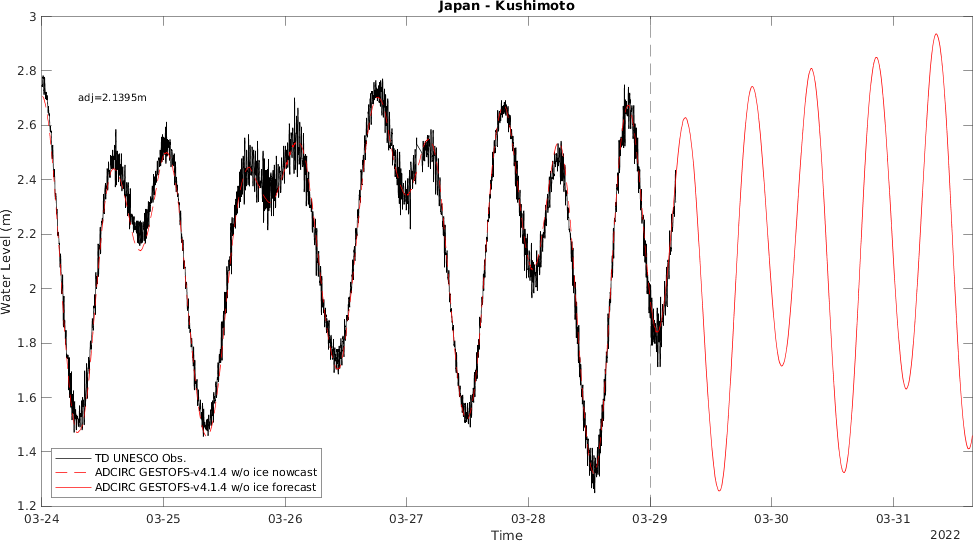 Japan - Kushimoto
3
2.8
2.6
2.4
2.2
2
1.8
1.6
1.4
1.2
Water Level (m)
adj=2.1395m
TD UNESCO Obs.
ADCIRC GESTOFS-v4.1.4 w/o ice nowcast
ADCIRC GESTOFS-v4.1.4 w/o ice forecast
03-24 03-25 03-26 03-27 03-28 03-29 03-30 03-31
Time
2022